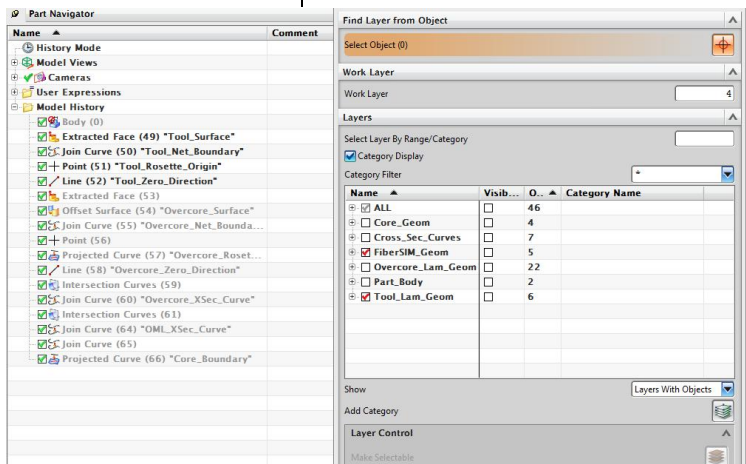 Part Navigator
Name Comment
History Mode
Model Views
Cameras
User Expressions
Model History
Body (0)
Extracted Face (49) "Tool_Surface"
Join Curve (50) "Tool_Net_Boundary"
Point (51) "Tool_Rosette_Origin"
Line (52) "Tool_Zero_Direction"
Extracted Face (53)
Offset Surface (54) "Overcore_Surface"
Join Curve (55) "Overcore_Net_Bounda...
Point (56)
Projected Curve (57) "Overcore_Roset...
Line (58) "Overcore_Zero_Direction"
Intersection Curves (59)
Join Curve (60) "Overcore_XSec_Curve"
Intersection Curves (61)
Join Curve (64) "OML_XSec_Curve"
Join Curve (65)
Projected Curve (66) "Core_Boundary"
Find Layer from Object
Select Object (0)
Work Layer
Work Layer 4
Layers
Select Layer By Range/Category
Category Display
Category Filter *
Name Visib... O.. Category Name
ALL 46
Core_Geom 4
Cross_Sec_Curves 7
FiberSIM_Geom 5
Overcore_Lam_Geom 22
Part_Body 2
Tool_Lam_Geom 6
Show Layers With Objects
Add Category
Layer Control
Make Selectable